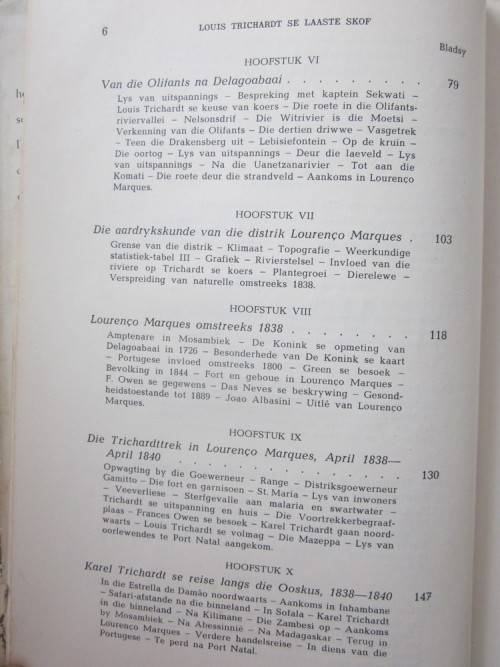 6
LOUIS TRICHARDT SE LAASTE SKOF
Bladsy
HOOFSTUK VI
Van die Olifants na Delagoabaai . . . . . . . . . 79
Lys van uitspannings – Bespreking met kaptein Sekwati –
Louis Trichardt se keuse van koers – Die roete in die Olifants-
riviervallei – Nelsonsdrif – Die Witrivier is die Moetsi –
Verkenning van die Olifants – Die dertien driwwe – Vasgetrek
– Teen die Drakensberg uit – Lebisiefontein – Op de kruin –
Die oortog – Lys van uitspannings – Deur die laeveld – Lys
van uitspannings – Na die Uanetzanarivier – Tot aan die
Komati – Die roete deur die strandveld – Aankoms in Lourenço
Marques.
HOOFSTUK VII
Die aardrykskunde van die distrik Lourenço Marques . 103
Grense van die distrik – Klimaat – Topografie – Weerkundige
statistiek-tabel III – Grafiek – Rivierstelsel – Invloed van die
riviere op Trichardt se koers – Plantegroei – Dierelewe –
Verspreiding van naturelle omstreeks 1838.
HOOFSTUK VIII
Lourenço Marques omstreeks 1838 . . . . . . . 118
Amptenare in Mosambiek – De Konink se opmeting van
Delagoabaai in 1726 – Besonderhede van De Konink se kaart
– Portugese invloed omstreeks 1800 – Green se besoek –
Bevolking in 1844 – Fort en geboue in Lourenço Marques –
F. Owen se gegewens – Das Neves se beskrywing – Gesond-
heidstoestande tot 1889 – Joao Albasini – Uitlê van Lourenço
Marques.
HOOFSTUK IX
Die Trichardttrek in Lourenço Marques, April 1838—
April 1840 . . . . . . . . . . . . . 130
Opwagting by die Goewerneur – Range – Distriksgoewerneur
Gamitto – Die fort en garnisoen – St. Maria – Lys van inwoners
– Veeverliese – Sterfgevalle aan malaria en swartwater –
Trichardt se uitspanning en huis – Die Voortrekkerbegraaf-
plaas – Frances Owen se besoek – Karel Trichardt gaan noord-
waarts – Louis Trichardt se volmag – Die Mazeppa – Lys van
oorlewendes te Port Natal aangekom.
HOOFSTUK X
Karel Trichardt se reise langs die Ooskus, 1838—1840 147
In die Estrella de Damão noordwaarts – Aankoms in Inhambane
– Safari-afstande na die binneland – In Sofala – Karel Trichardt
in die binneland – Na Kilimane – Die Zambesi op – Aankoms
by Mosambiek – Na Abessinnië – Na Madagaskar – Terug in
Lourenço Marques – Verdere handelsreise – In diens van die
Portugese – Te perd na Port Natal.